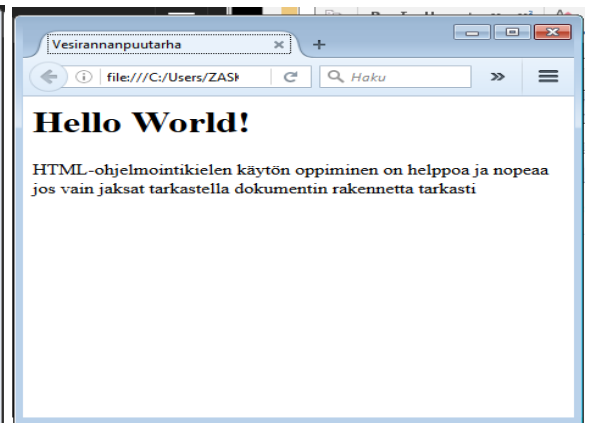 Vesirannanpuutarha
file:///C:/Users/ZASK
Haku
Hello World!
HTML-ohjelmointikielen käytön oppiminen on helppoa ja nopeaa
jos vain jaksat tarkastella dokumentin rakennetta tarkasti